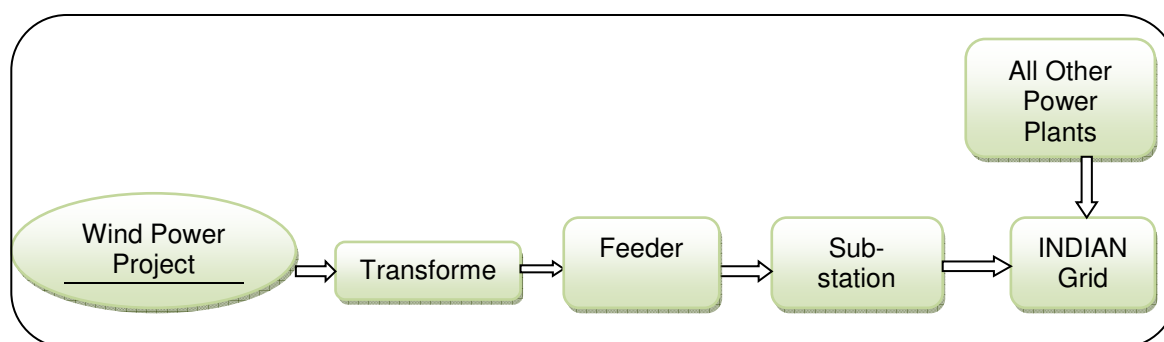 All Other
Power
Plants
Wind Power
Project
Transforme
Feeder
Sub-
station
INDIAN
Grid